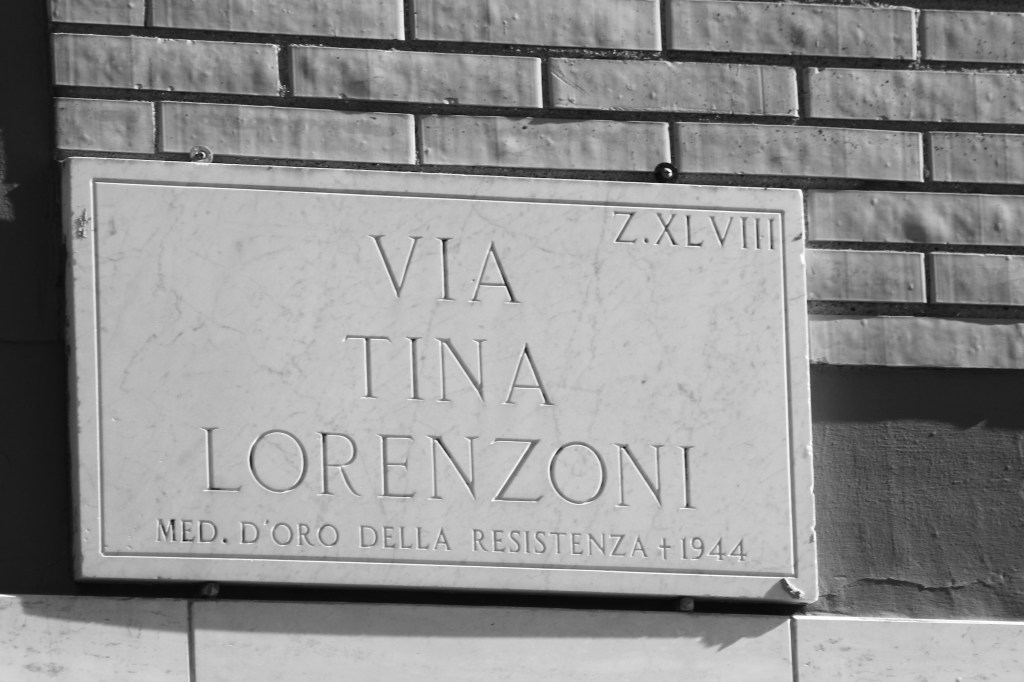 Z.XLVIII
VIA
TINA
LORENZONI
MED. D'ORO DELLA RESISTENZA † 1944